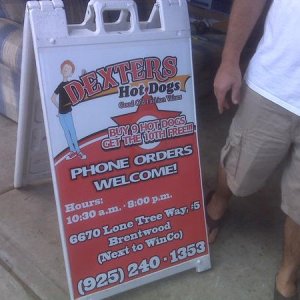 DEXTERS
Hot Dogs
BUY 9 HOT DOGS
GET THE 10TH FREE!!!
PHONE ORDERS
WELCOME!
Hours:
10:30 a.m. - 8:00 p.m.
6670 Lone Tree Way, #5
Brentwood
(Next to WinCo)
(925) 240 - 1353